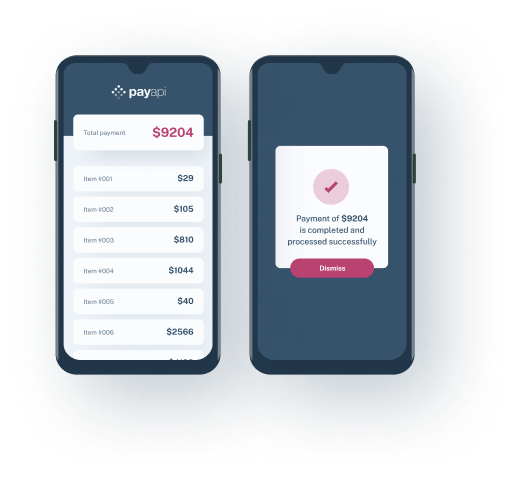 payapi
Total payment $9204
Item #001 $29
Item #002 $105
Item #003 $810
Item #004 $1044
Item #005 $40
Item #006 $2566
Payment of $9204
is completed and
processed successfully
Dismiss